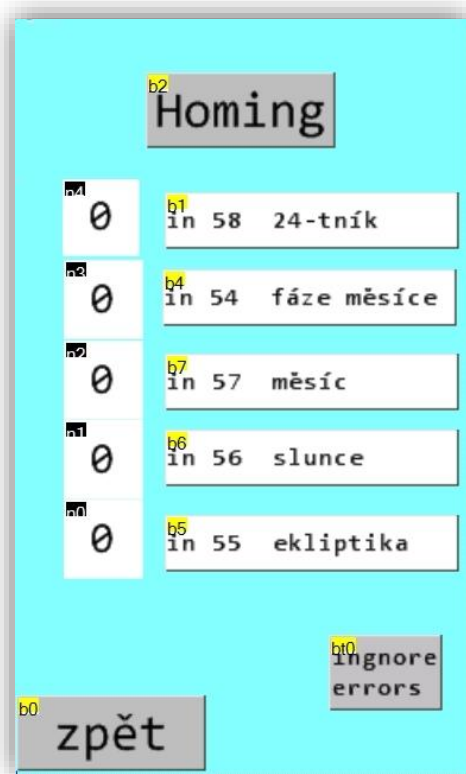 b2
Homing
n4
0
b1
in 58 24-tník
n3
0
b4
in 54 fáze měsíce
n2
0
b7
in 57 měsíc
n1
0
b6
in 56 slunce
n0
0
b5
in 55 ekliptika
bt0
ingnore
errors
b0
zpět